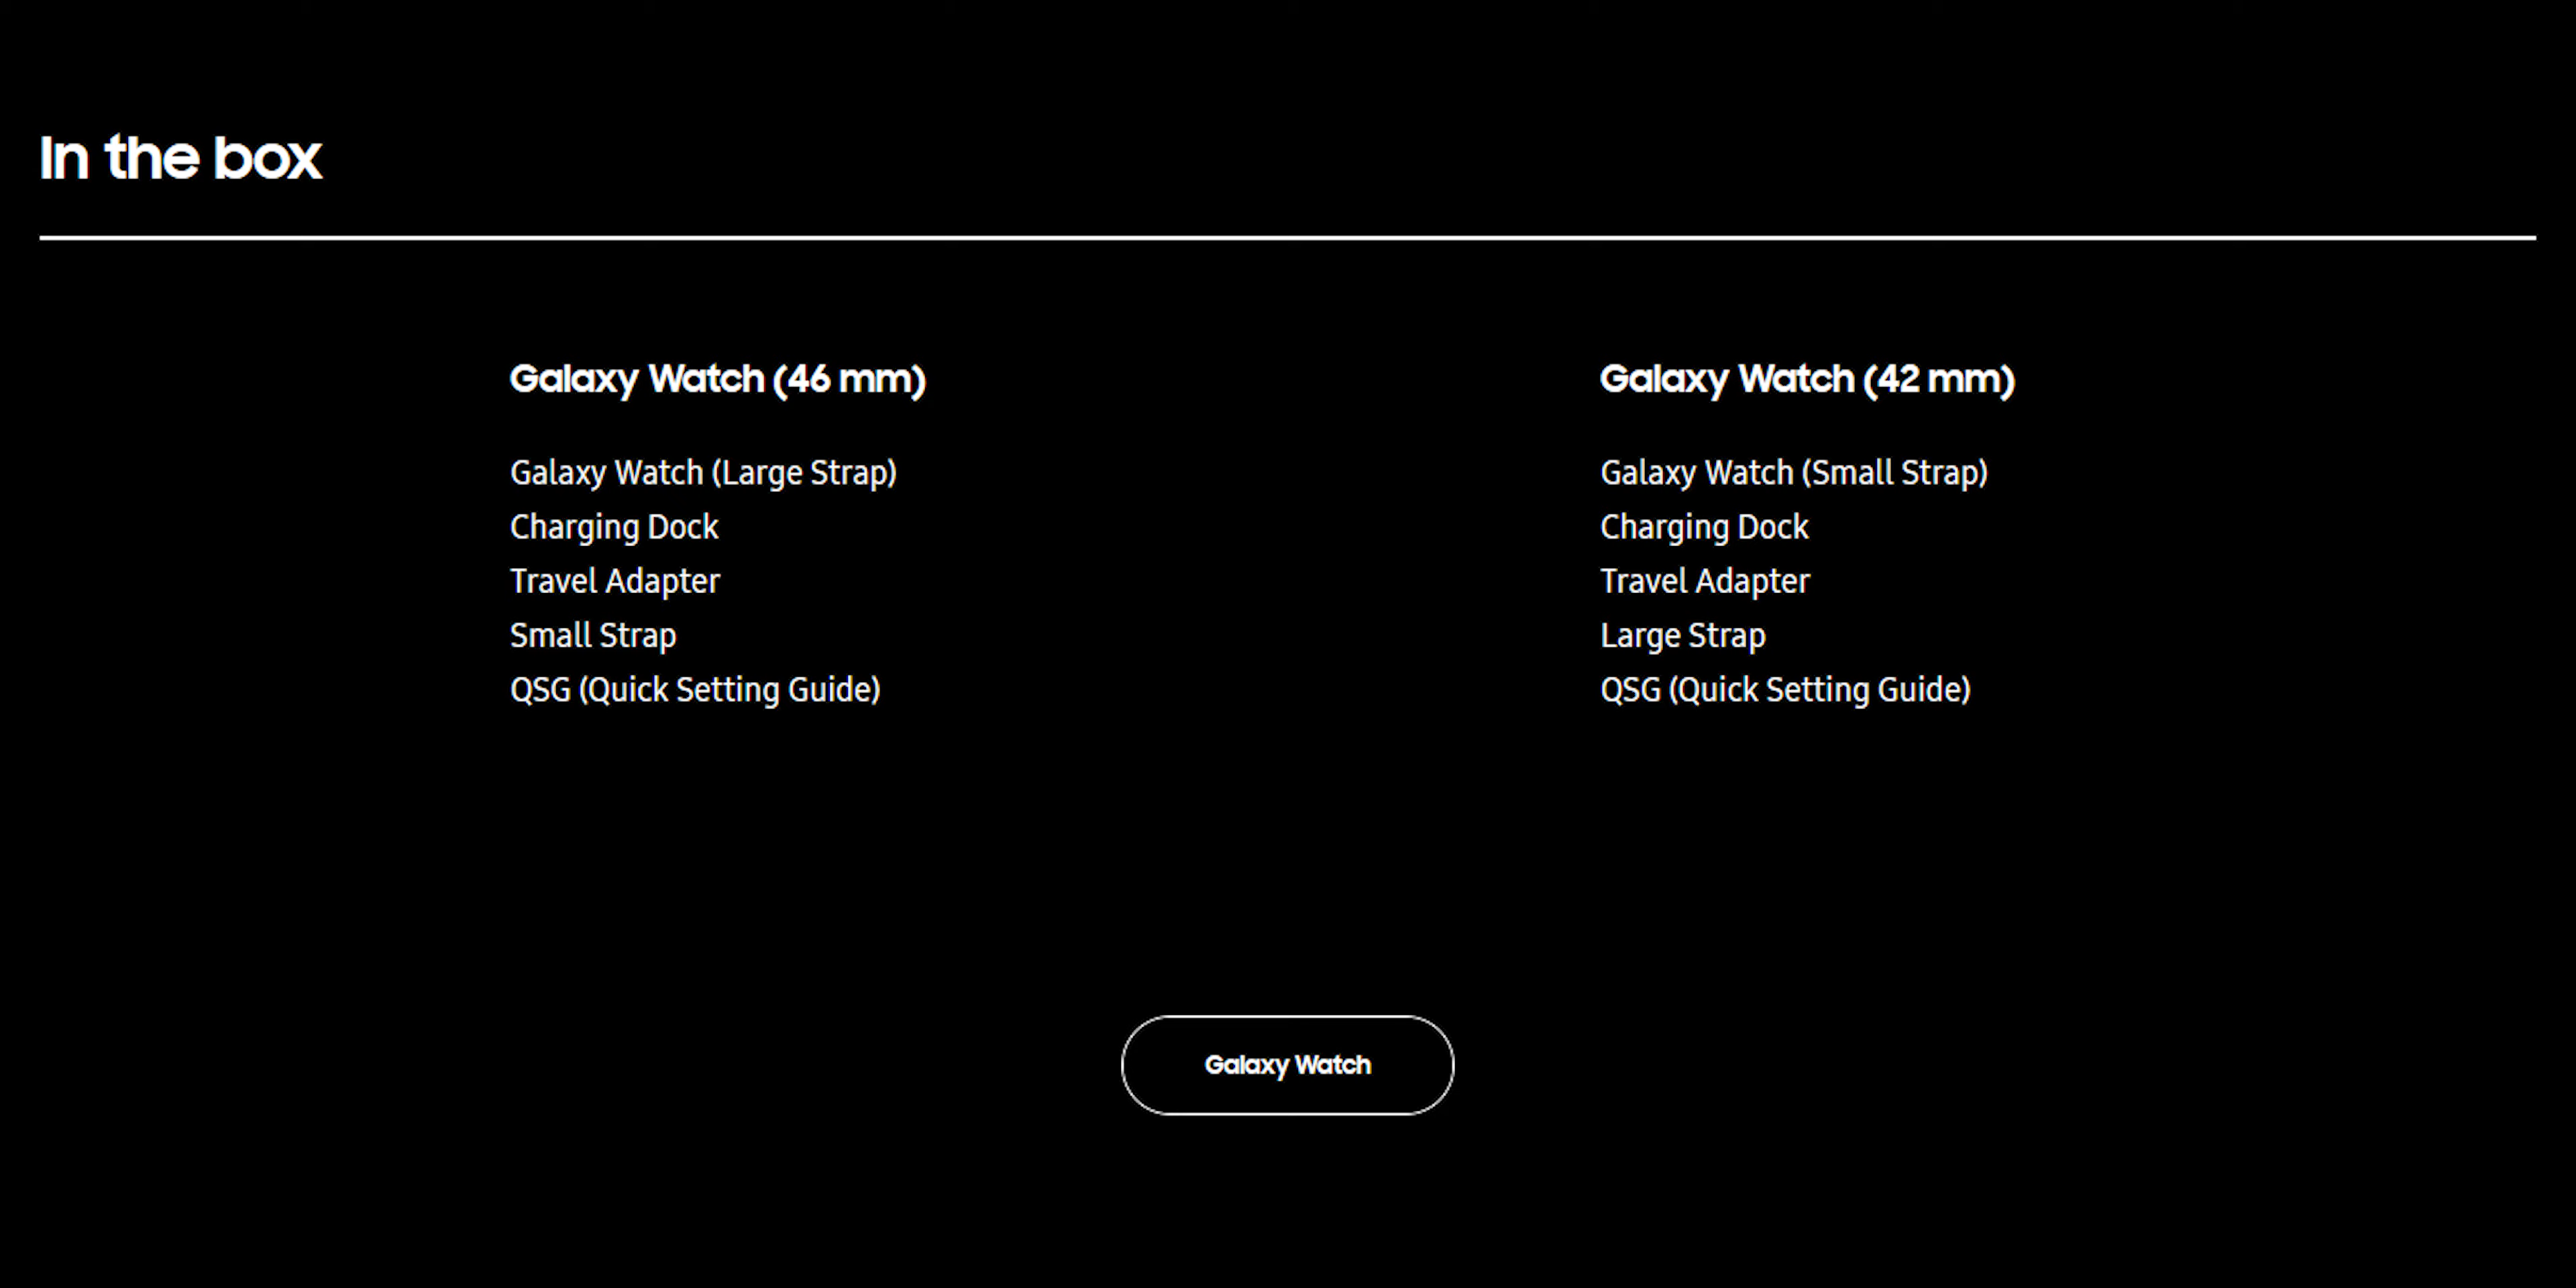 In the box
Galaxy Watch (46 mm)
Galaxy Watch (Large Strap)
Charging Dock
Travel Adapter
Small Strap
QSG (Quick Setting Guide)
Galaxy Watch (42 mm)
Galaxy Watch (Small Strap)
Charging Dock
Travel Adapter
Large Strap
QSG (Quick Setting Guide)
Galaxy Watch